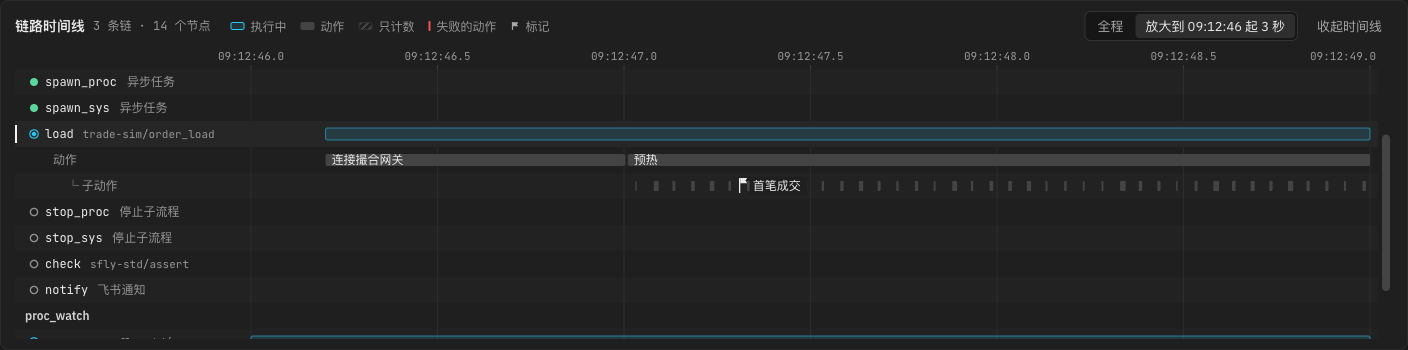 链路时间线 3 条链 · 14 个节点 执行中 动作 只计数 失败的动作 标记 全程 放大到 09:12:46 起 3 秒 收起时间线
09:12:46.0 09:12:46.5 09:12:47.0 09:12:47.5 09:12:48.0 09:12:48.5 09:12:49.0
spawn_proc 异步任务
spawn_sys 异步任务
load trade-sim/order_load
动作 连接撮合网关 预热
子动作 首笔成交
stop_proc 停止子流程
stop_sys 停止子流程
check sfly-std/assert
notify 飞书通知
proc_watch